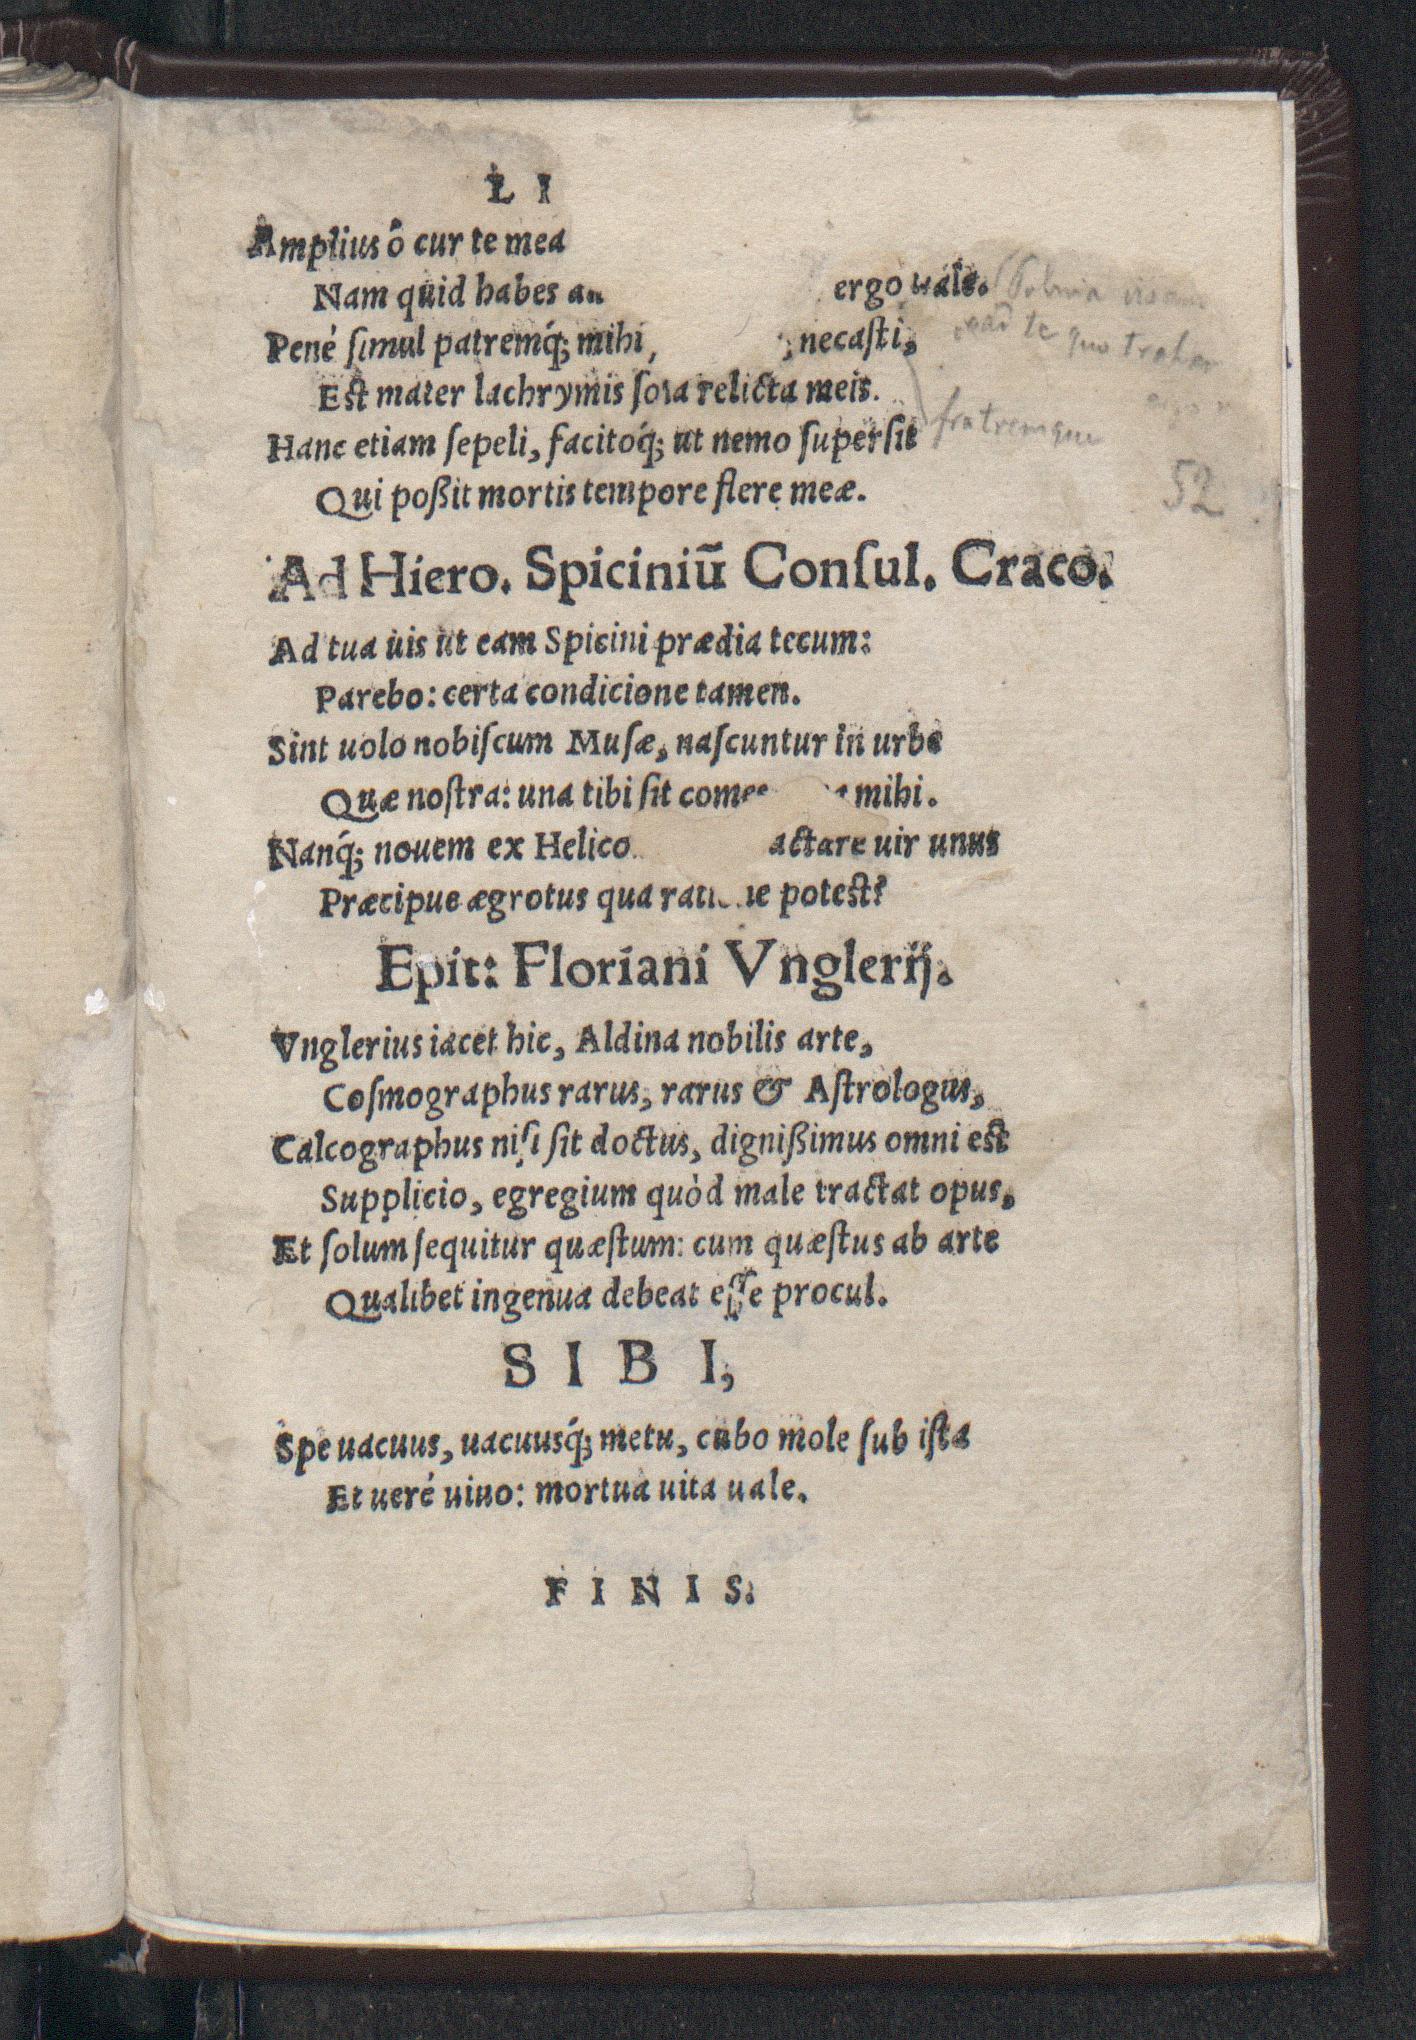 L I
Amplius ô cur te mea
Nam quid habes ergo uale.
Pené ſimul patremq́; mihi, necaſti,
Eſt mater lachrymis ſola relicta meis.
Hanc etiam ſepeli, facitoq́; ut nemo ſuperſit
fratremque
Qui poßit mortis tempore flere meæ.
52
Ad Hiero. Spiciniū Conſul. Craco.
Ad tua uis ut eam Spicini prædia tecum:
Parebo: certa condicione tamen.
Sint uolo nobiſcum Muſæ, naſcuntur in urbe
Quæ noſtra: una tibi ſit mihi.
Nanq́; nouem ex uir unus
Præcipue ægrotus qua poteſt?
Epit: Floriani Vnglerij.
Vnglerius iacet hic, Aldina nobilis arte,
Coſmographus rarus, rarus & Aſtrologus,
Calcographus niſi ſit doctus, dignißimus omni eſt
Supplicio, egregium quòd male tractat opus,
Et ſolum ſequitur quæſtum: cum quæſtus ab arte
Qualibet ingenua debeat eſſe procul.
S I B I,
Spe uacuus, uacuusq́; metu, cubo mole ſub iſta
Et ueré uiuo: mortua uita uale.
F I N I S.